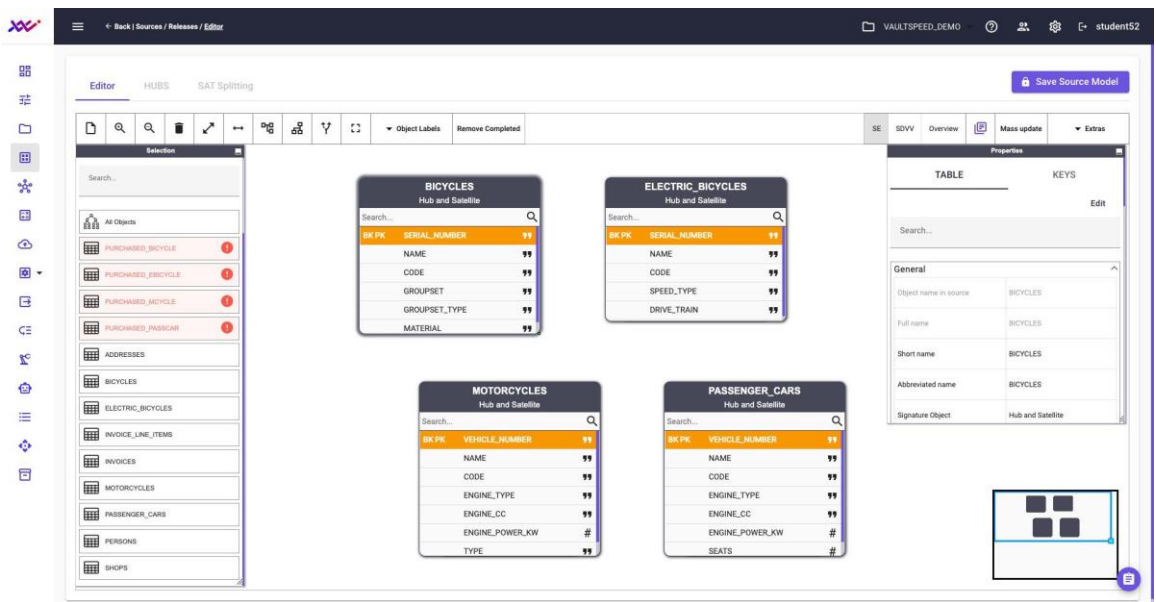 ← Back | Sources / Releases / Editor
VAULTSPEED_DEMO
student52
Editor HUBS SAT Splitting
Save Source Model
Object Labels Remove Completed
SE SDVV Overview Mass update Extras
Selection
Search...
All Objects
PURCHASED_BICYCLE
PURCHASED_EBICYCLE
PURCHASED_MCYCLE
PURCHASED_PASSCAR
ADDRESSES
BICYCLES
ELECTRIC_BICYCLES
INVOICE_LINE_ITEMS
INVOICES
MOTORCYCLES
PASSENGER_CARS
PERSONS
SHOPS
BICYCLES
Hub and Satellite
Search...
BK PK SERIAL_NUMBER
NAME
CODE
GROUPSET
GROUPSET_TYPE
MATERIAL
ELECTRIC_BICYCLES
Hub and Satellite
Search...
BK PK SERIAL_NUMBER
NAME
CODE
SPEED_TYPE
DRIVE_TRAIN
MOTORCYCLES
Hub and Satellite
Search...
BK PK VEHICLE_NUMBER
NAME
CODE
ENGINE_TYPE
ENGINE_CC
ENGINE_POWER_KW #
TYPE
PASSENGER_CARS
Hub and Satellite
Search...
BK PK VEHICLE_NUMBER
NAME
CODE
ENGINE_TYPE
ENGINE_CC
ENGINE_POWER_KW #
SEATS #
Properties
TABLE KEYS
Edit
Search...
General
Object name in source BICYCLES
Full name BICYCLES
Short name BICYCLES
Abbreviated name BICYCLES
Signature Object Hub and Satellite